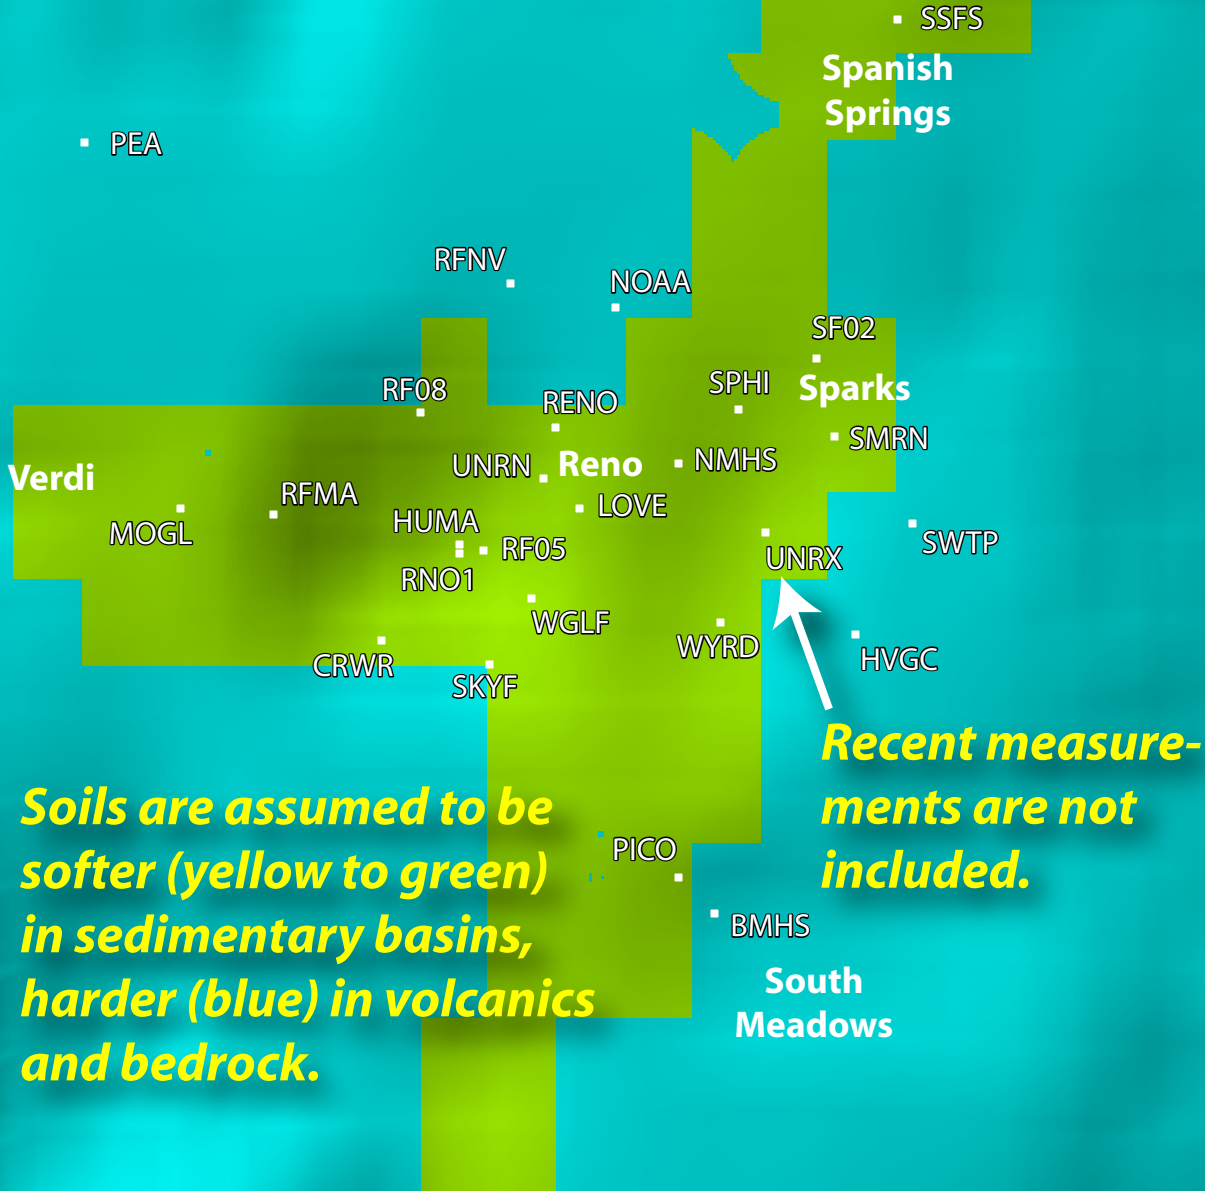 SSFS
Spanish
Springs
PEA
RFNV
NOAA
SF02
SPHI
Sparks
RF08
RENO
SMRN
UNRN
Reno
NMHS
Verdi
RFMA
LOVE
MOGL
HUMA
RF05
SWTP
UNRX
RNO1
WGLF
WYRD
HVGC
CRWR
SKYF
Recent measure-
ments are not
included.
Soils are assumed to be
softer (yellow to green)
in sedimentary basins,
harder (blue) in volcanics
and bedrock.
PICO
BMHS
South
Meadows